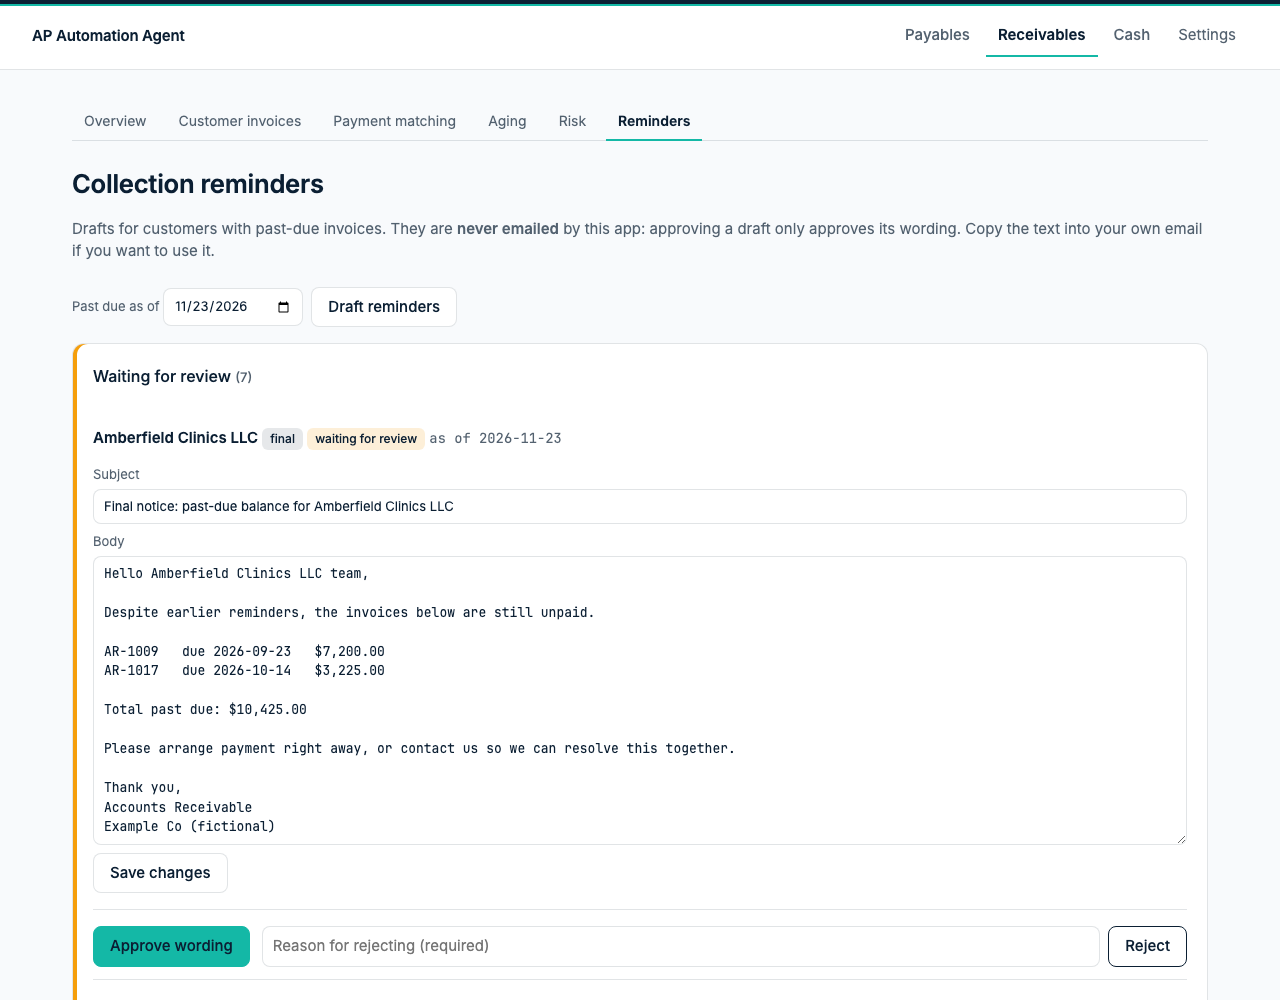 AP Automation Agent
Payables Receivables Cash Settings
Overview Customer invoices Payment matching Aging Risk Reminders
Collection reminders
Drafts for customers with past-due invoices. They are never emailed by this app: approving a draft only approves its wording. Copy the text into your own email
if you want to use it.
Past due as of 11/23/2026 Draft reminders
Waiting for review (7)
Amberfield Clinics LLC final waiting for review as of 2026-11-23
Subject
Final notice: past-due balance for Amberfield Clinics LLC
Body
Hello Amberfield Clinics LLC team,
Despite earlier reminders, the invoices below are still unpaid.
AR-1009 due 2026-09-23 $7,200.00
AR-1017 due 2026-10-14 $3,225.00
Total past due: $10,425.00
Please arrange payment right away, or contact us so we can resolve this together.
Thank you,
Accounts Receivable
Example Co (fictional)
Save changes
Approve wording Reason for rejecting (required) Reject